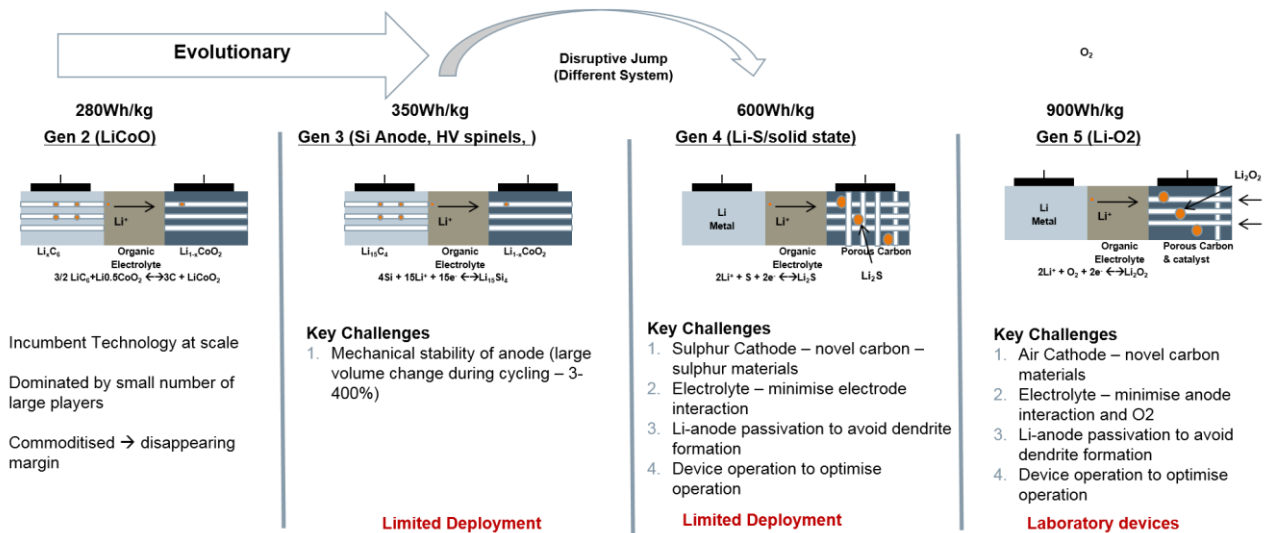 Evolutionary
Disruptive Jump
(Different System)
O₂
280Wh/kg
Gen 2 (LiCoO)
Li⁺
LiₓC₆
Organic
Electrolyte
Li₁₋ₓCoO₂
3/2 LiC₆+Li0.5CoO₂ ←→3C + LiCoO₂
Incumbent Technology at scale
Dominated by small number of
large players
Commoditised → disappearing
margin
350Wh/kg
Gen 3 (Si Anode, HV spinels, )
Li⁺
Li₁₅C₄
Organic
Electrolyte
Li₁₋ₓCoO₂
4Si + 15Li⁺ + 15e⁻ ←→Li₁₅Si₄
Key Challenges
1. Mechanical stability of anode (large
volume change during cycling – 3-
400%)
Limited Deployment
600Wh/kg
Gen 4 (Li-S/solid state)
Li
Metal
Li⁺
Organic
Electrolyte
Porous Carbon
Li₂S
2Li⁺ + S + 2e⁻ ←→Li₂S
Key Challenges
1. Sulphur Cathode – novel carbon –
sulphur materials
2. Electrolyte – minimise electrode
interaction
3. Li-anode passivation to avoid dendrite
formation
4. Device operation to optimise
operation
Limited Deployment
900Wh/kg
Gen 5 (Li-O2)
Li₂O₂
Li
Metal
Li⁺
Organic
Electrolyte
Porous Carbon
& catalyst
2Li⁺ + O₂ + 2e⁻ ←→Li₂O₂
Key Challenges
1. Air Cathode – novel carbon
materials
2. Electrolyte – minimise anode
interaction and O2
3. Li-anode passivation to avoid
dendrite formation
4. Device operation to optimise
operation
Laboratory devices